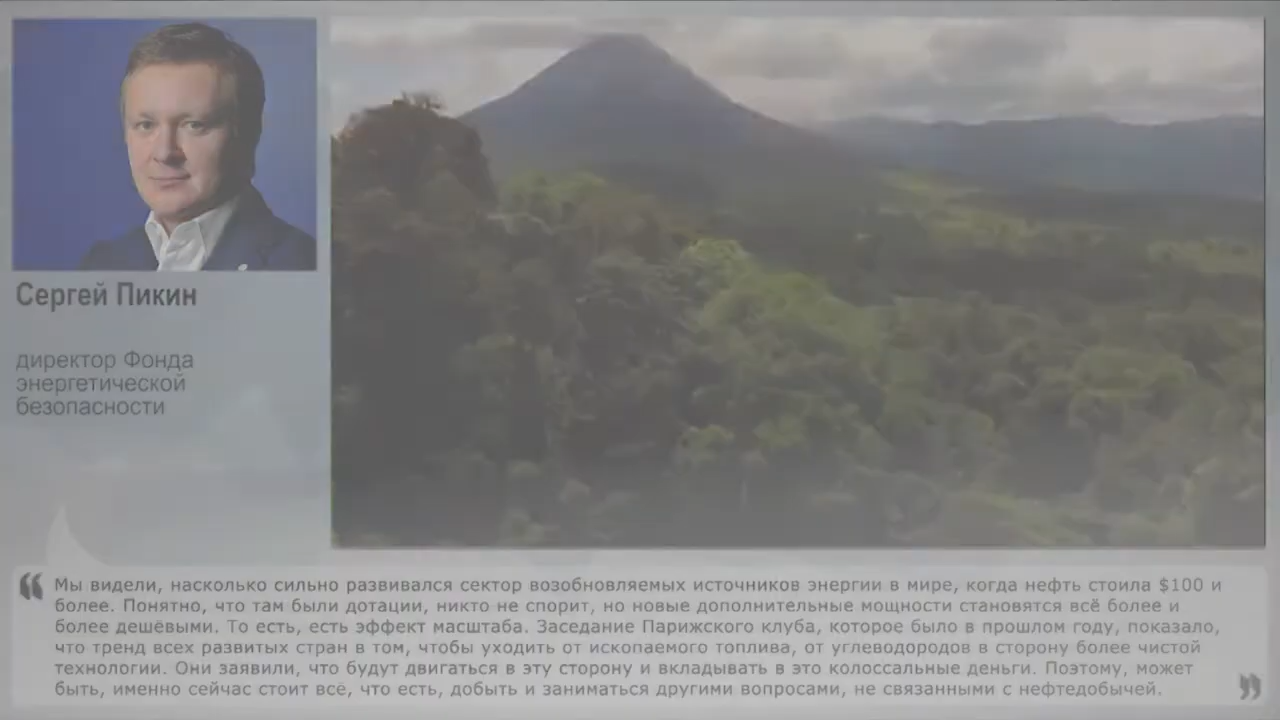 Сергей Пикин
директор Фонда
энергетической
безопасности
“ Мы видели, насколько сильно развивался сектор возобновляемых источников энергии в мире, когда нефть стоила $100 и
более. Понятно, что там были дотации, никто не спорит, но новые дополнительные мощности становятся всё более и
более дешёвыми. То есть, есть эффект масштаба. Заседание Парижского клуба, которое было в прошлом году, показало,
что тренд всех развитых стран в том, чтобы уходить от ископаемого топлива, от углеводородов в сторону более чистой
технологии. Они заявили, что будут двигаться в эту сторону и вкладывать в это колоссальные деньги. Поэтому, может
быть, именно сейчас стоит всё, что есть, добыть и заниматься другими вопросами, не связанными с нефтедобычей. ”